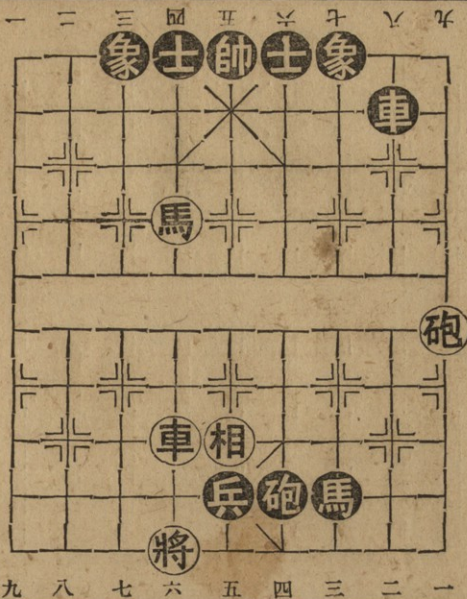 一二三四五六七八九
象士帥士象
車
馬
砲
車相
兵砲馬
將
九八七六五四三二一